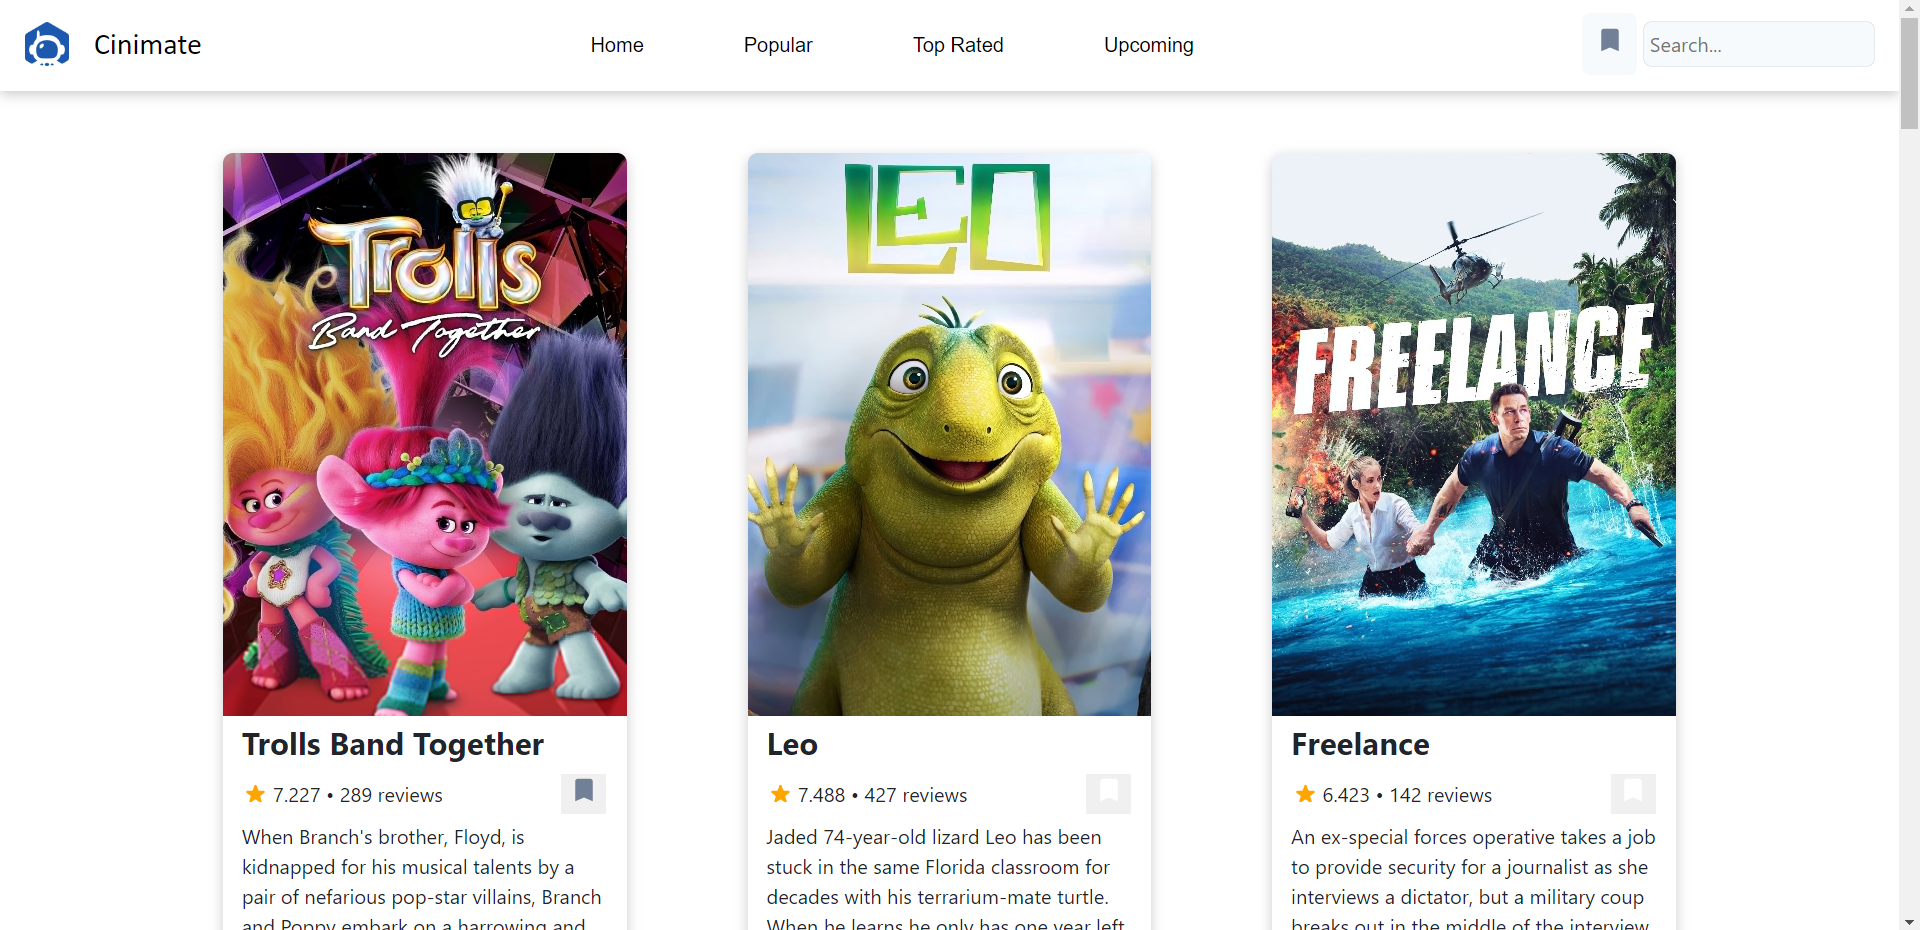 Cinimate
Home
Popular
Top Rated
Upcoming
Search...
Trolls
Band Together
LEO
FREELANCE
Trolls Band Together
7.227 • 289 reviews
When Branch's brother, Floyd, is
kidnapped for his musical talents by a
pair of nefarious pop-star villains, Branch
and Poppy embark on a harrowing and
Leo
7.488 • 427 reviews
Jaded 74-year-old lizard Leo has been
stuck in the same Florida classroom for
decades with his terrarium-mate turtle.
When he learns he only has one year left
Freelance
6.423 • 142 reviews
An ex-special forces operative takes a job
to provide security for a journalist as she
interviews a dictator, but a military coup
breaks out in the middle of the interview